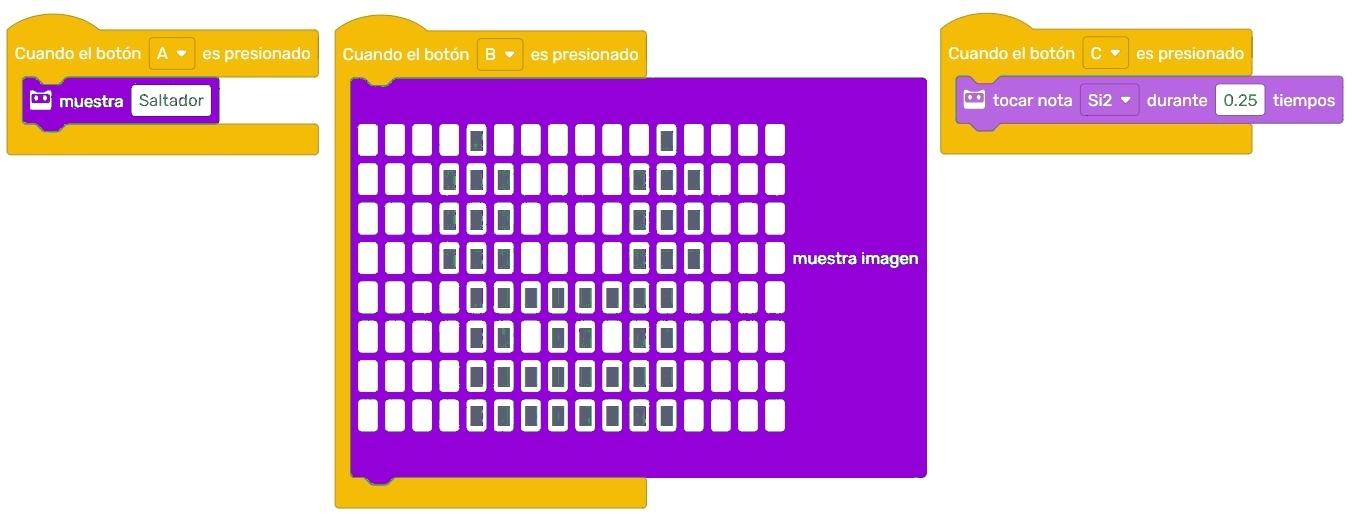 Cuando el botón A es presionado
muestra Saltador
Cuando el botón B es presionado
muestra imagen
Cuando el botón C es presionado
tocar nota Si2 durante 0.25 tiempos